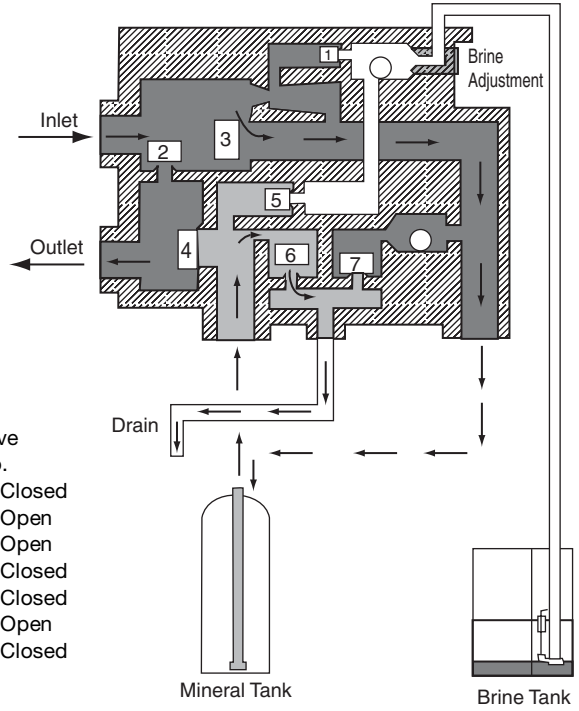 1
Brine
Adjustment
Inlet
2
3
5
Outlet
4
6
7
Drain
Closed
Open
Open
Closed
Closed
Open
Closed
Mineral Tank
Brine Tank